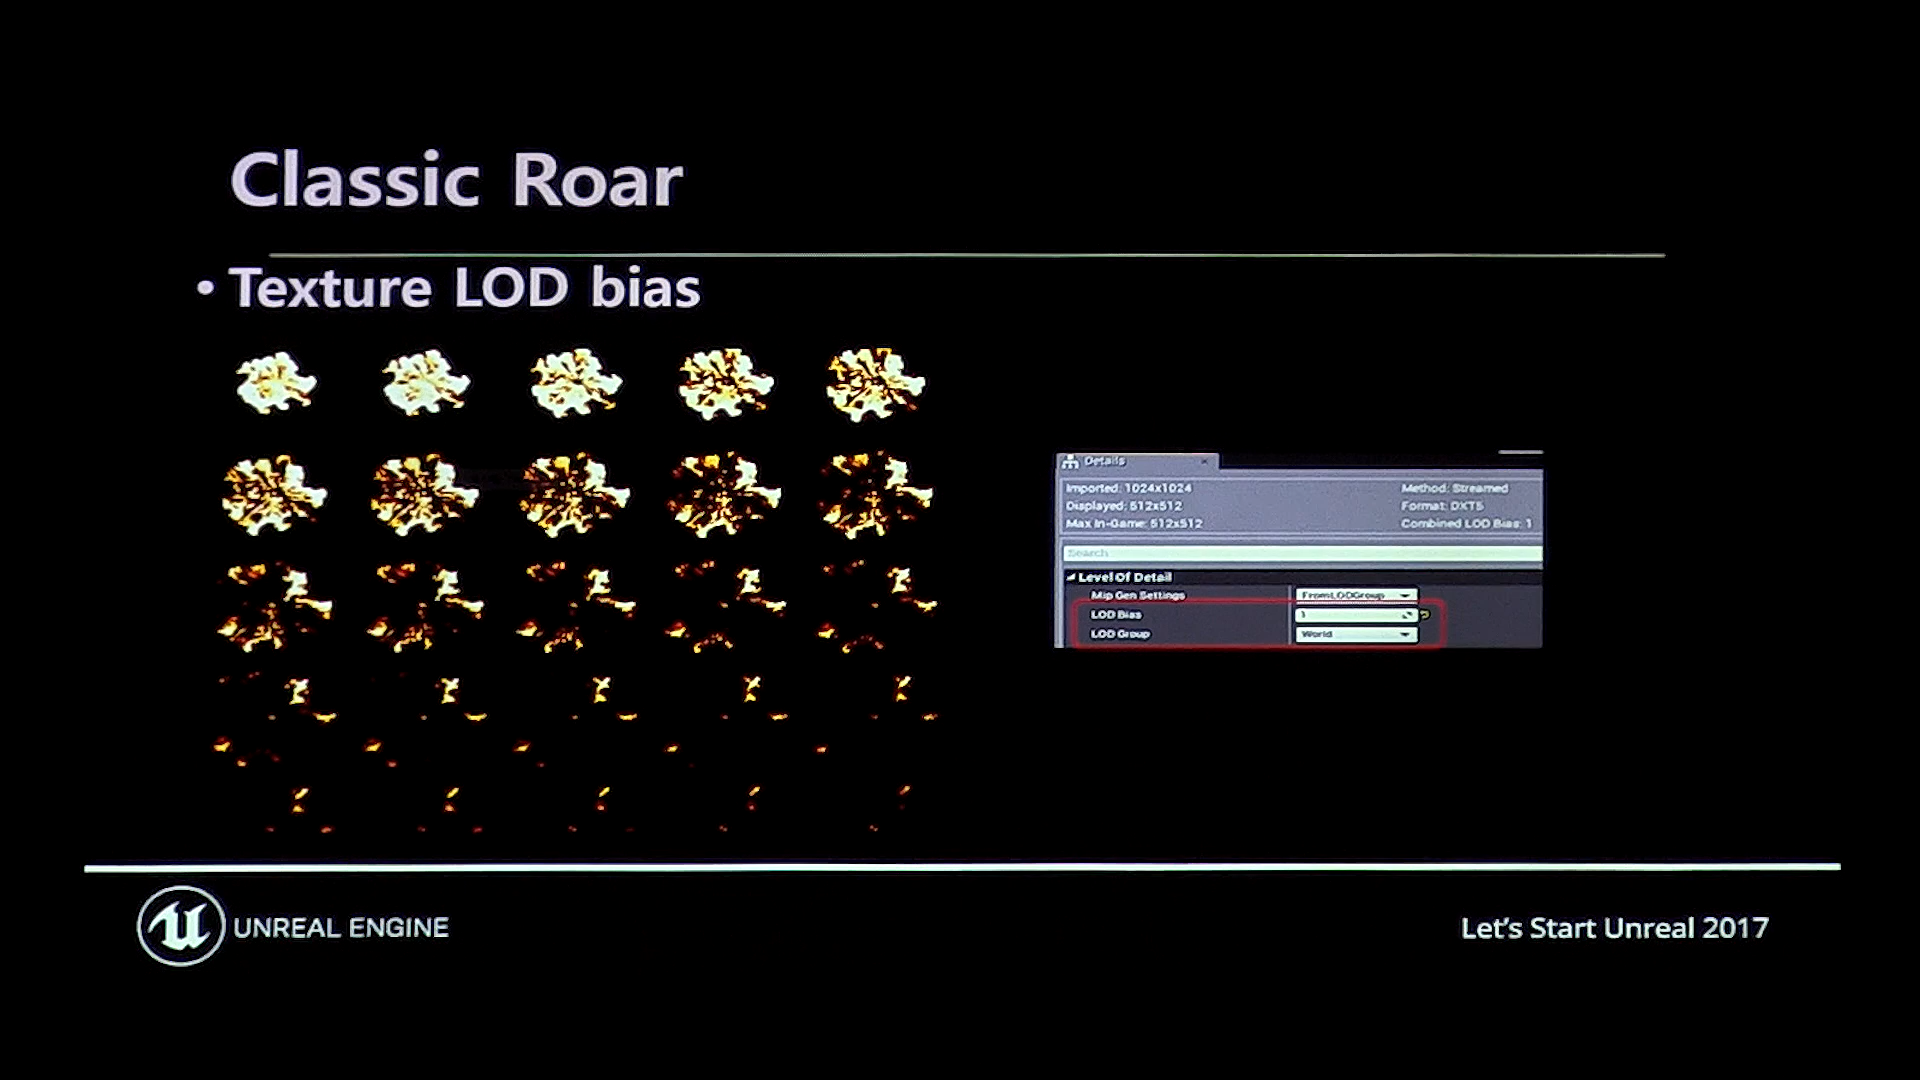 Classic Roar
• Texture LOD bias
Details
Imported: 1024x1024
Method: Streamed
Displayed: 512x512
Format: DXT5
Max In-Game: 512x512
Combined LOD Bias: 1
Search
Level Of Detail
Mip Gen Settings
FromLODGroup
LOD Bias
1
LOD Group
World
UNREAL ENGINE
Let's Start Unreal 2017